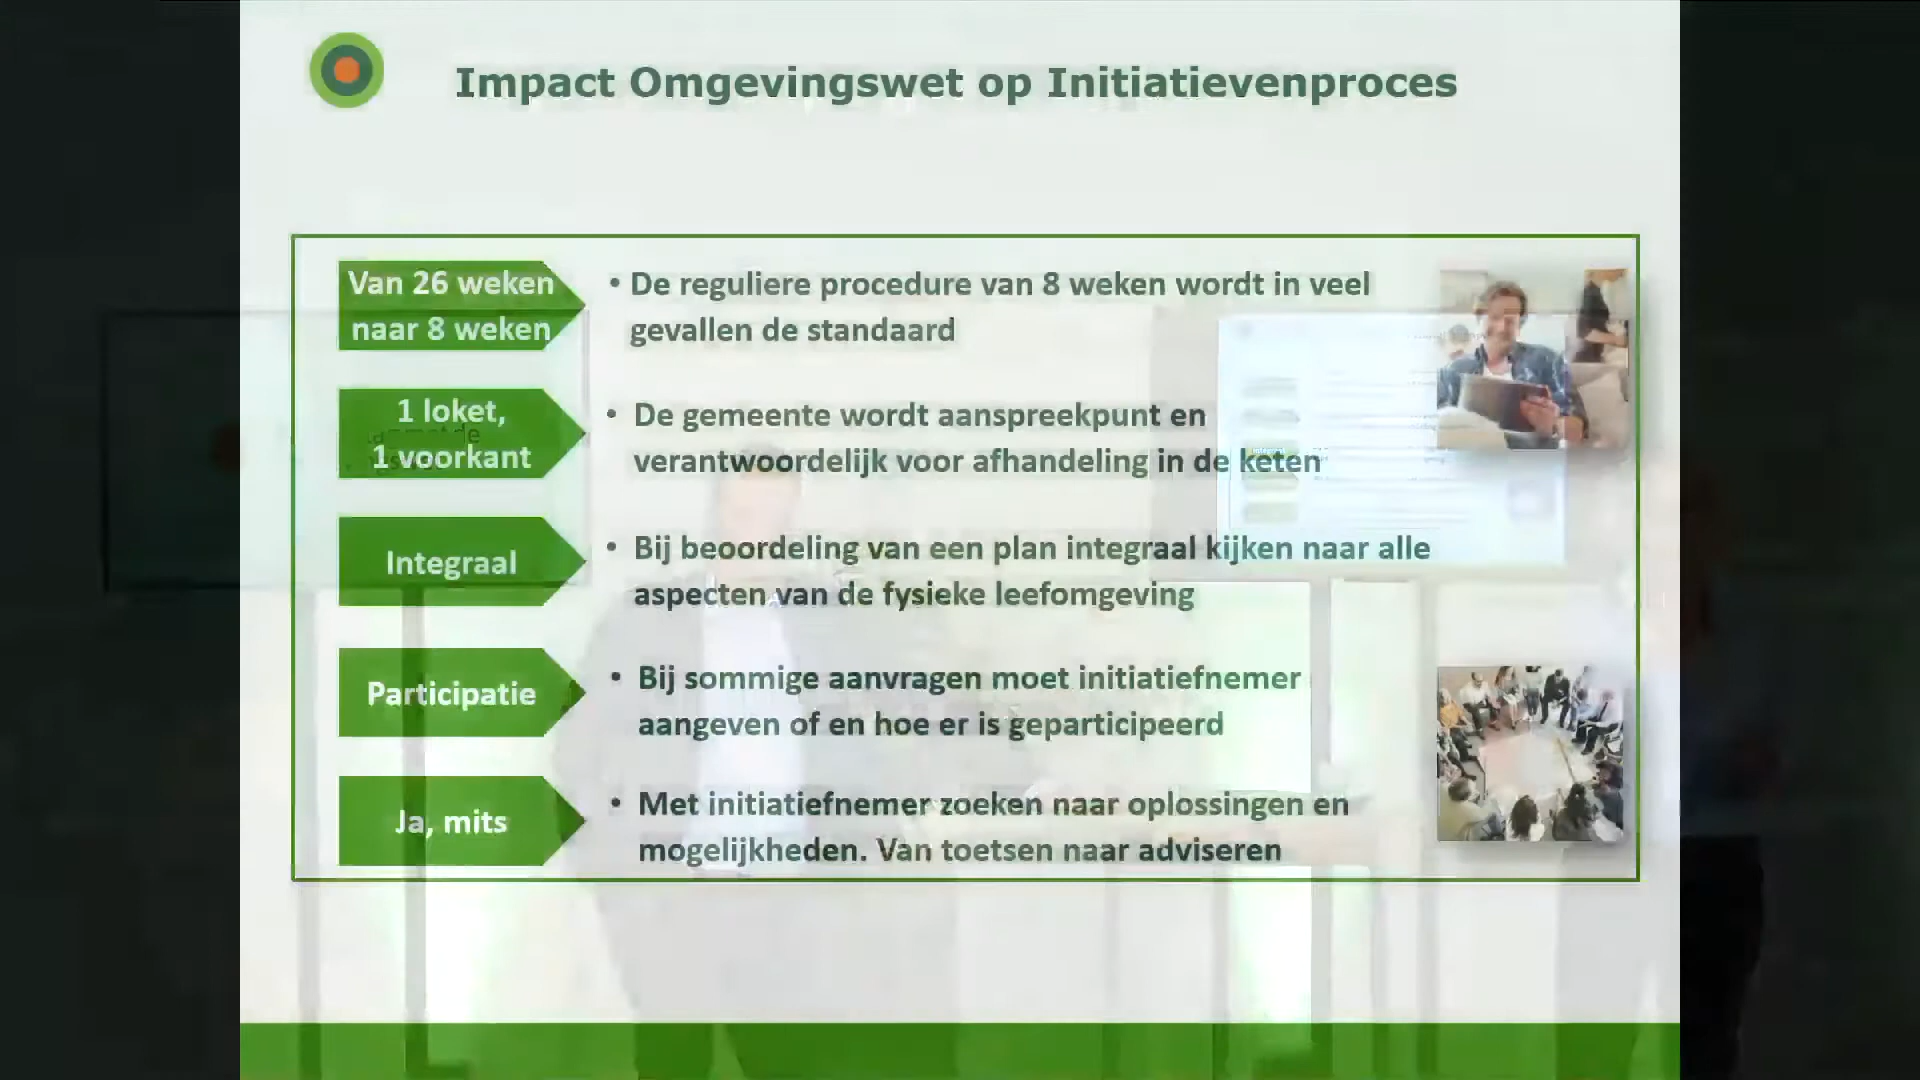 Impact Omgevingswet op Initiatievenproces
Van 26 weken
naar 8 weken
• De reguliere procedure van 8 weken wordt in veel
gevallen de standaard
1 loket,
1 voorkant
• De gemeente wordt aanspreekpunt en
verantwoordelijk voor afhandeling in de keten
Integraal
• Bij beoordeling van een plan integraal kijken naar alle
aspecten van de fysieke leefomgeving
Participatie
• Bij sommige aanvragen moet initiatiefnemer
aangeven of en hoe er is geparticipeerd
Ja, mits
• Met initiatiefnemer zoeken naar oplossingen en
mogelijkheden. Van toetsen naar adviseren